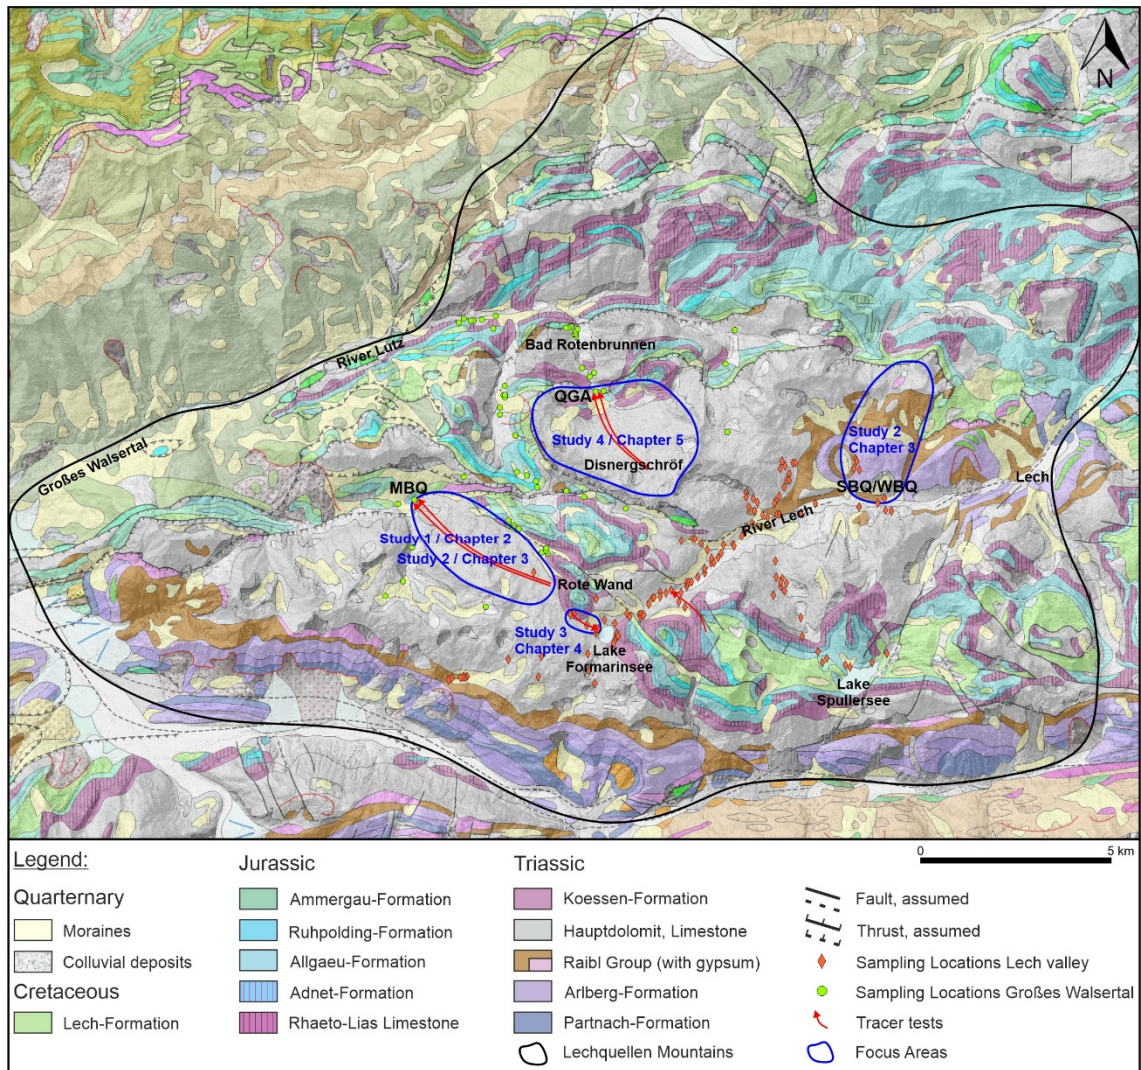 N
Bad Rotenbrunnen
River Lutz
QGA
Study 4 / Chapter 5
Disnergschröf
Study 2
Chapter 3
Großes Walsertal
SBQ/WBQ
Lech
River Lech
MBQ
Study 1 / Chapter 2
Study 2 / Chapter 3
Rote Wand
Study 3
Chapter 4
Lake
Formarinsee
Lake
Spullersee
Legend:
Quarternary
Moraines
Colluvial deposits
Cretaceous
Lech-Formation
Jurassic
Ammergau-Formation
Ruhpolding-Formation
Allgaeu-Formation
Adnet-Formation
Rhaeto-Lias Limestone
Triassic
Koessen-Formation
Hauptdolomit, Limestone
Raibl Group (with gypsum)
Arlberg-Formation
Partnach-Formation
Lechquellen Mountains
0 5 km
Fault, assumed
Thrust, assumed
Sampling Locations Lech valley
Sampling Locations Großes Walsertal
Tracer tests
Focus Areas